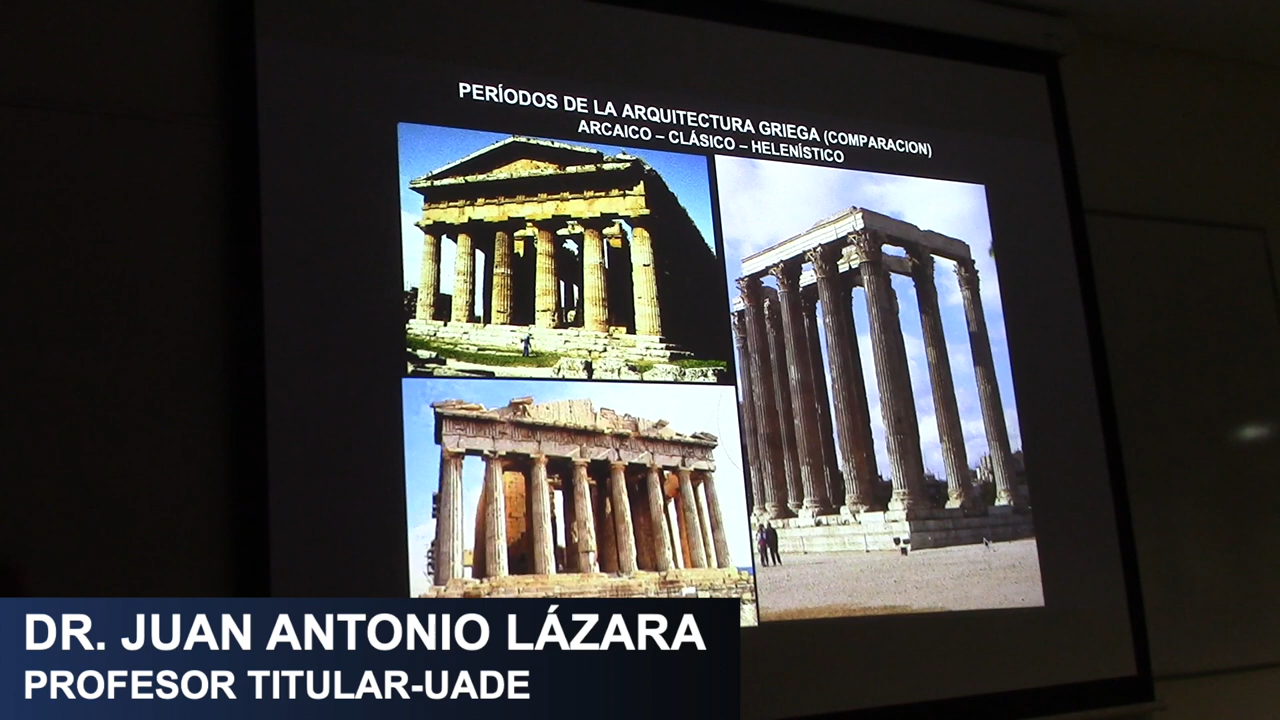 PERÍODOS DE LA ARQUITECTURA GRIEGA (COMPARACION)
ARCAICO – CLÁSICO – HELENÍSTICO
DR. JUAN ANTONIO LÁZARA
PROFESOR TITULAR-UADE